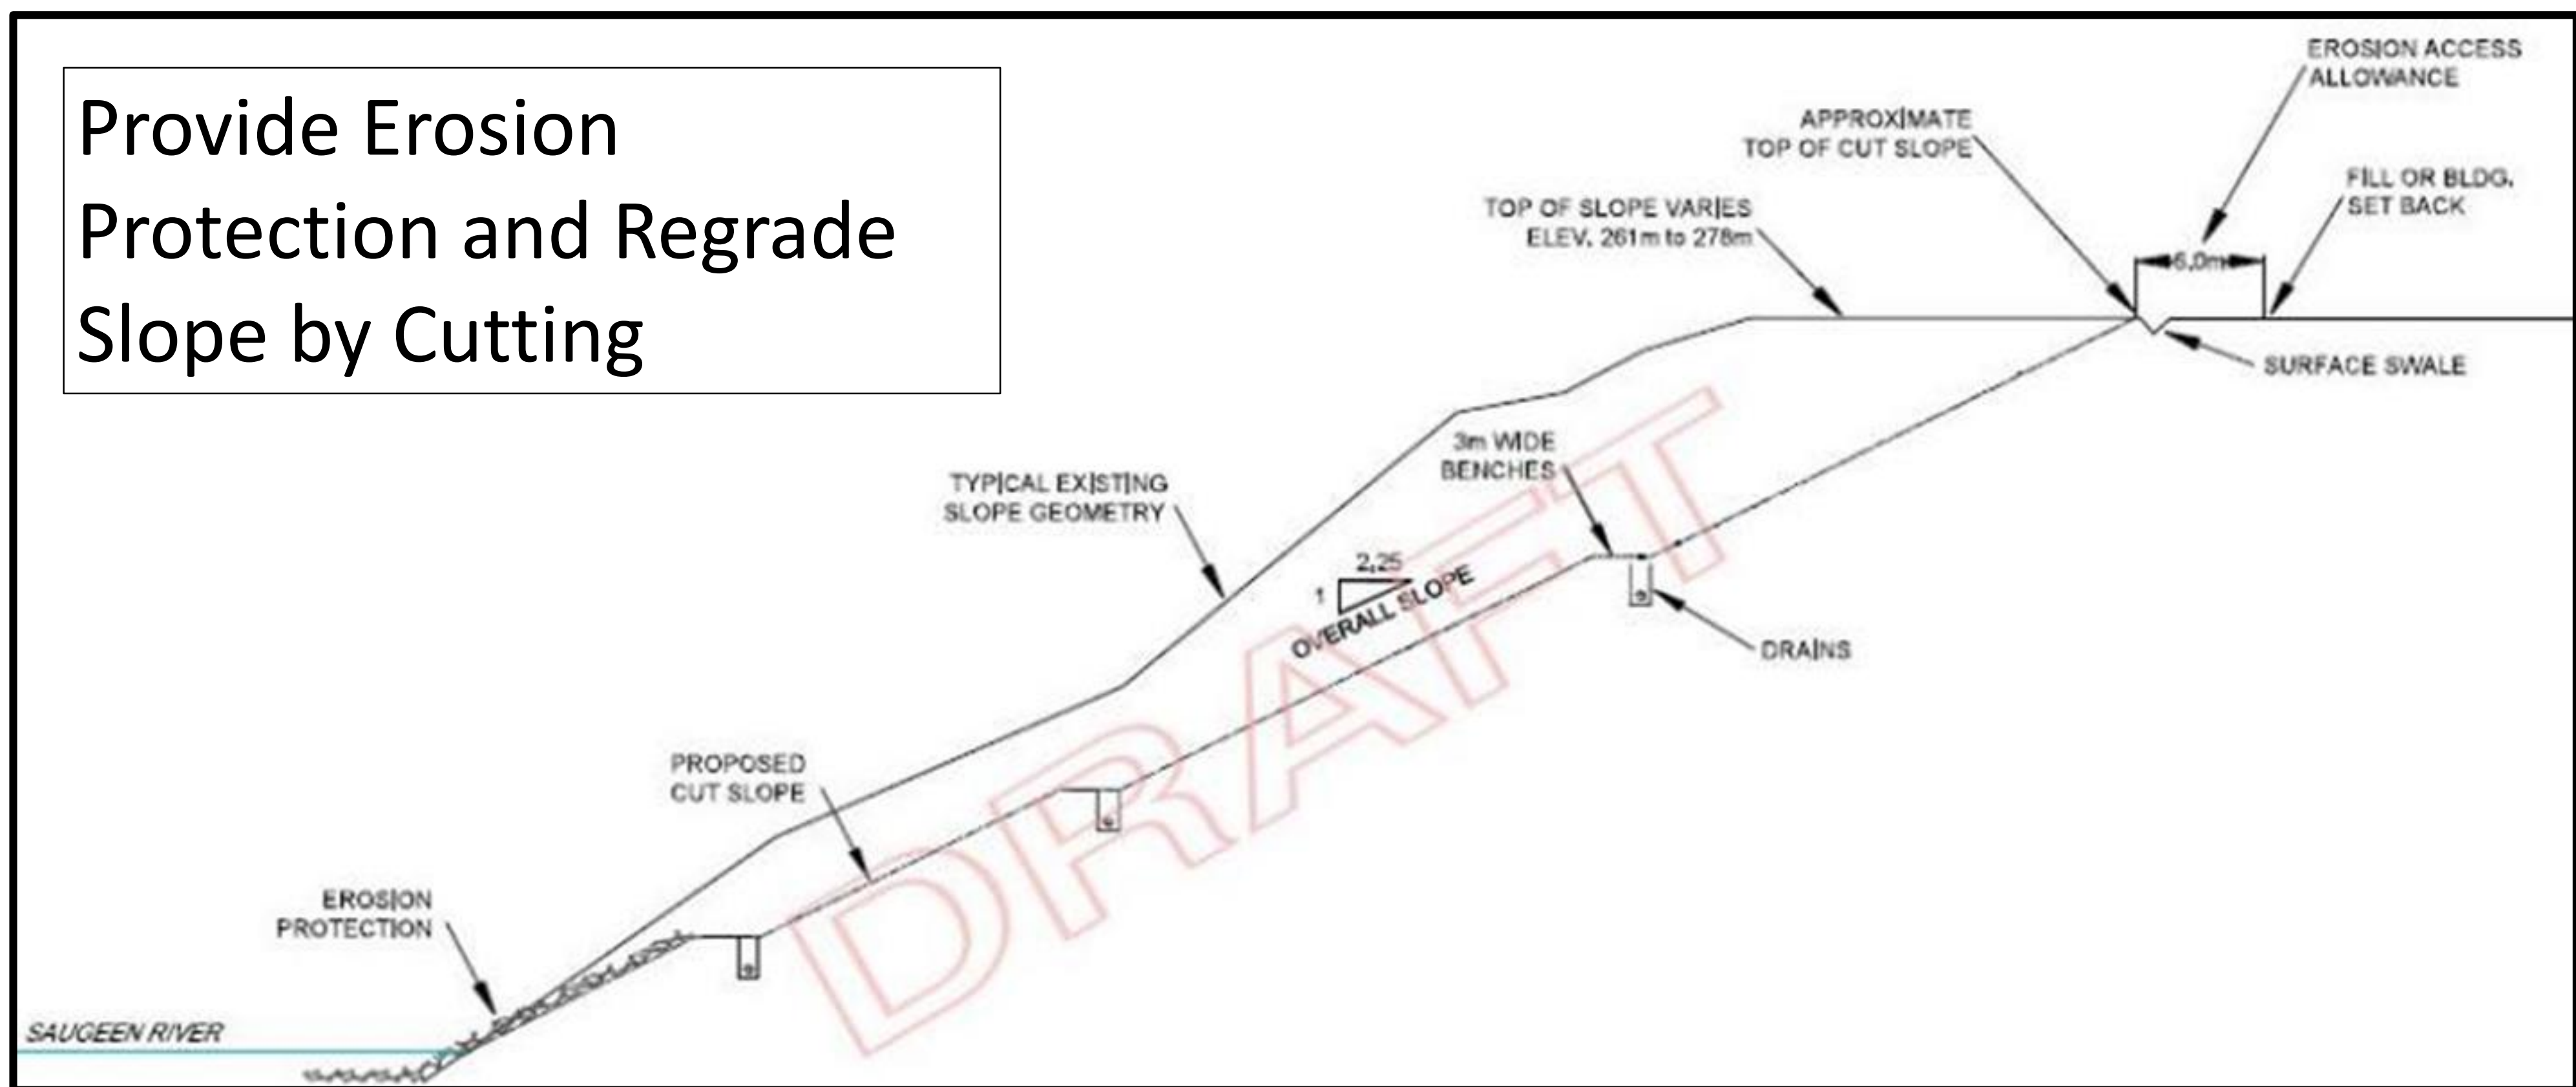 Provide Erosion
Protection and Regrade
Slope by Cutting
EROSION ACCESS
ALLOWANCE
APPROXIMATE
TOP OF CUT SLOPE
FILL OR BLDG.
SET BACK
TOP OF SLOPE VARIES
ELEV. 261m to 278m
6.0m
SURFACE SWALE
3m WIDE
BENCHES
TYPICAL EXISTING
SLOPE GEOMETRY
2.25
1
OVERALL SLOPE
DRAINS
PROPOSED
CUT SLOPE
EROSION
PROTECTION
SAUGEEN RIVER
DRAFT